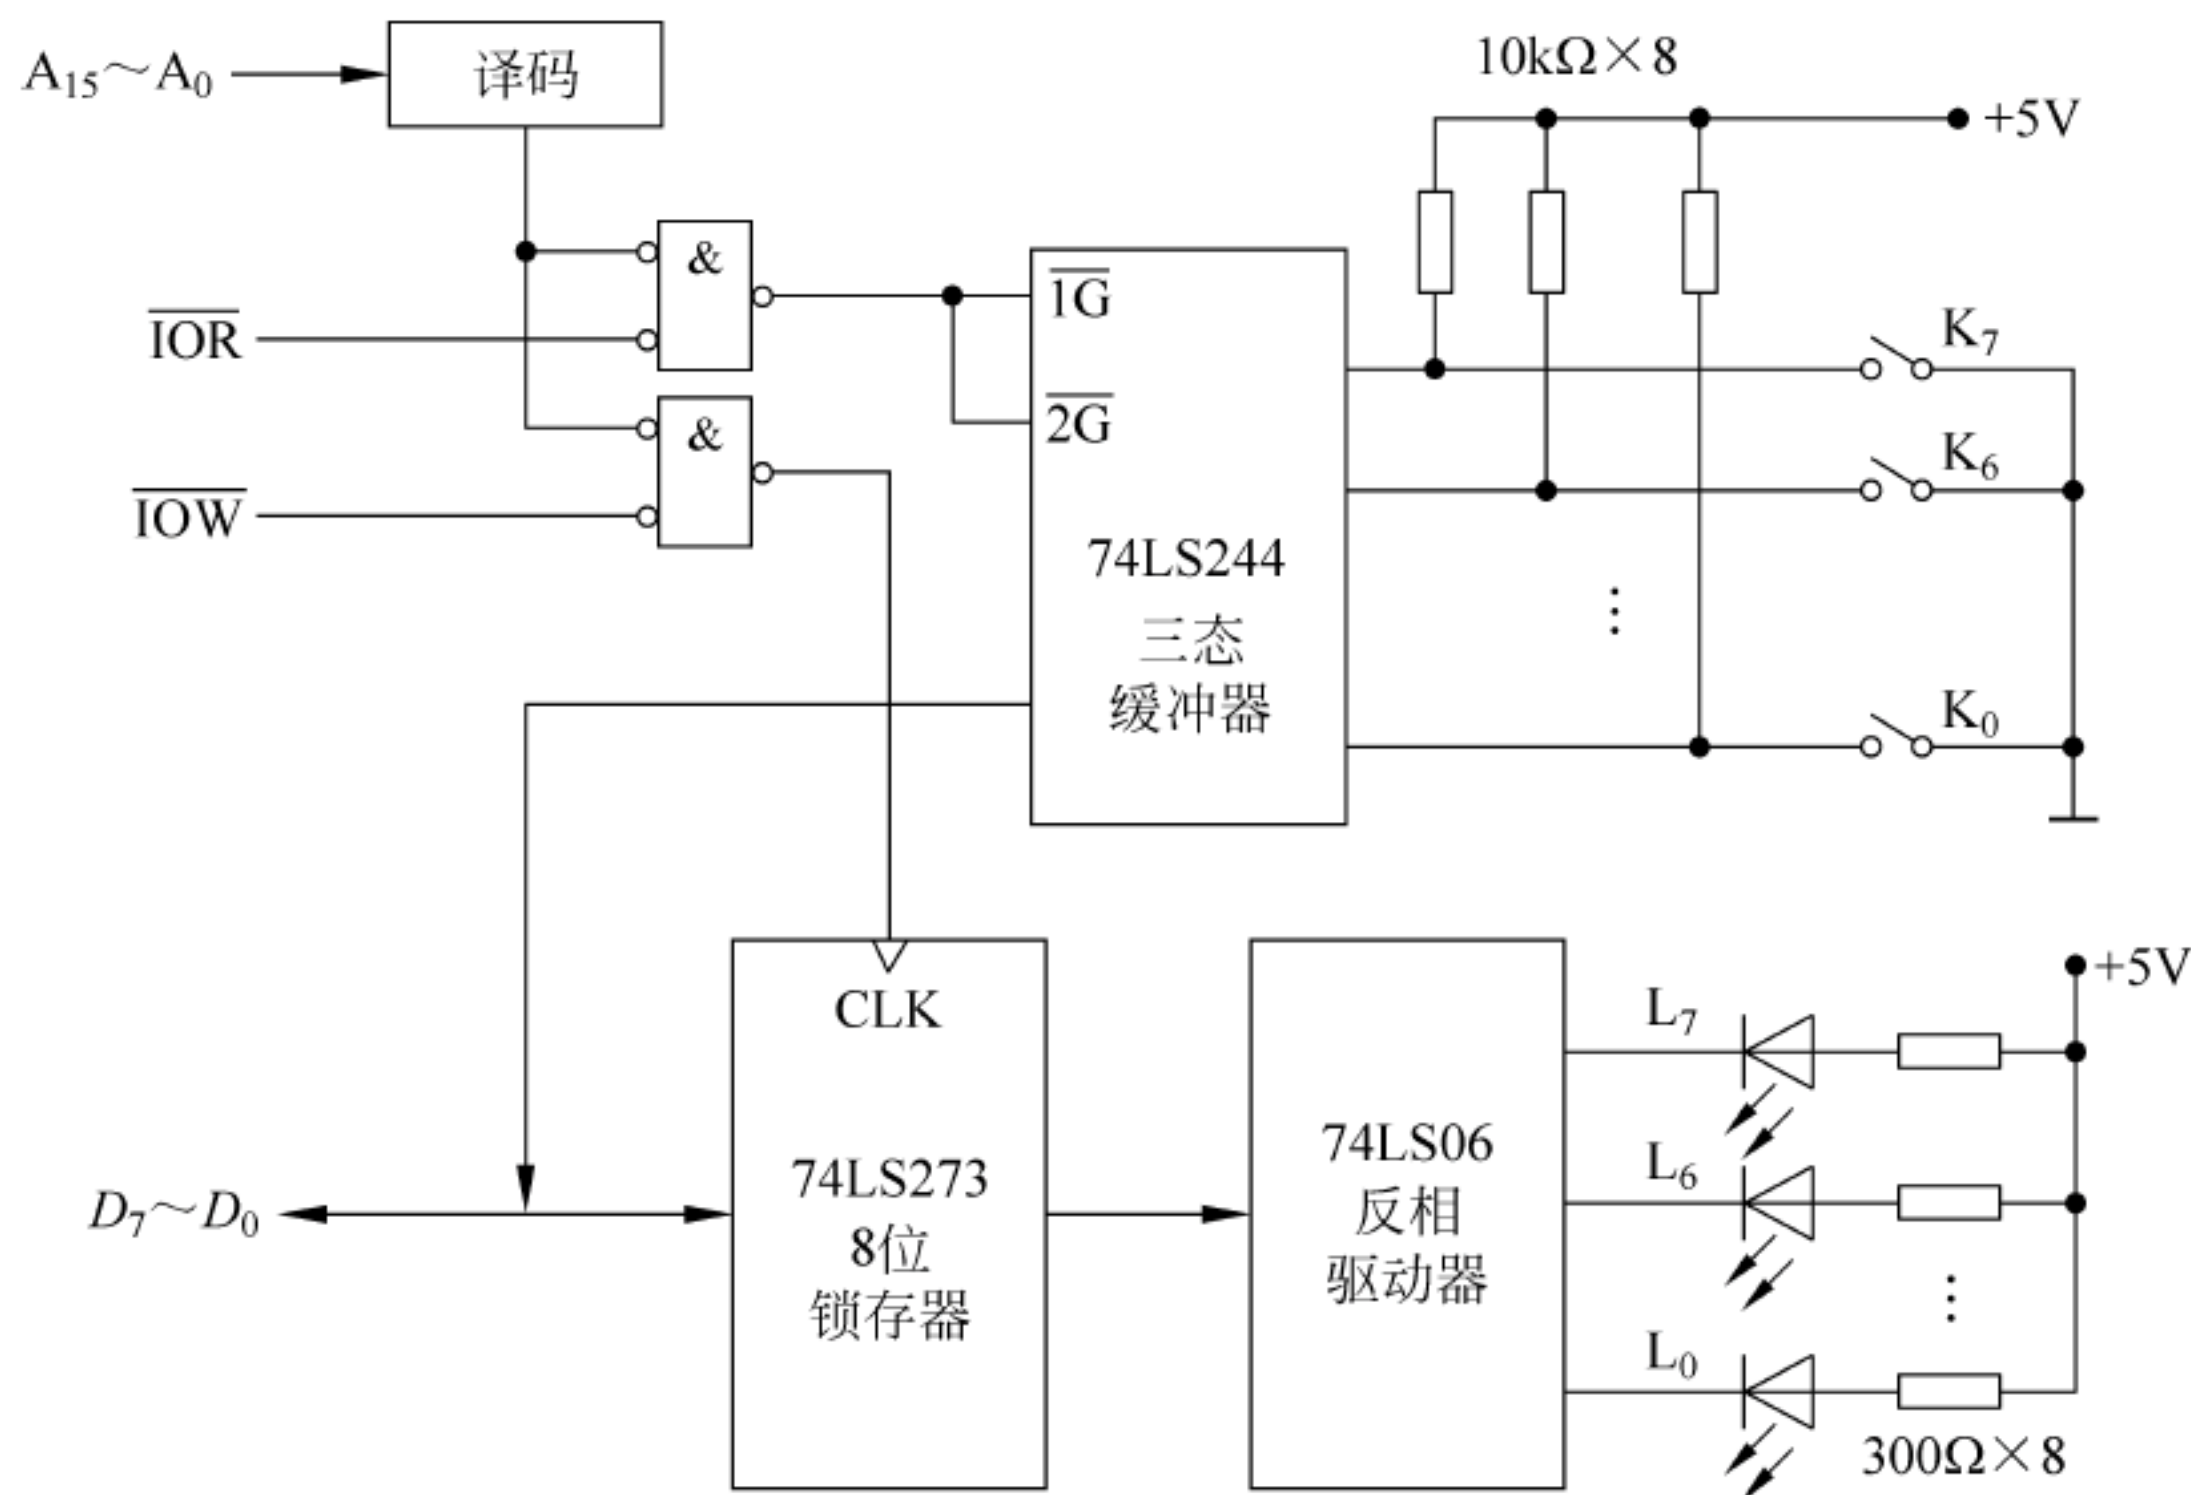 A₁₅～A₀
译码
10kΩ×8
+5V
&
1G
IOR
K₇
2G
&
K₆
IOW
74LS244
三态
缓冲器
K₀
+5V
CLK
L₇
74LS06
反相
驱动器
L₆
74LS273
8位
锁存器
D₇～D₀
L₀
300Ω×8